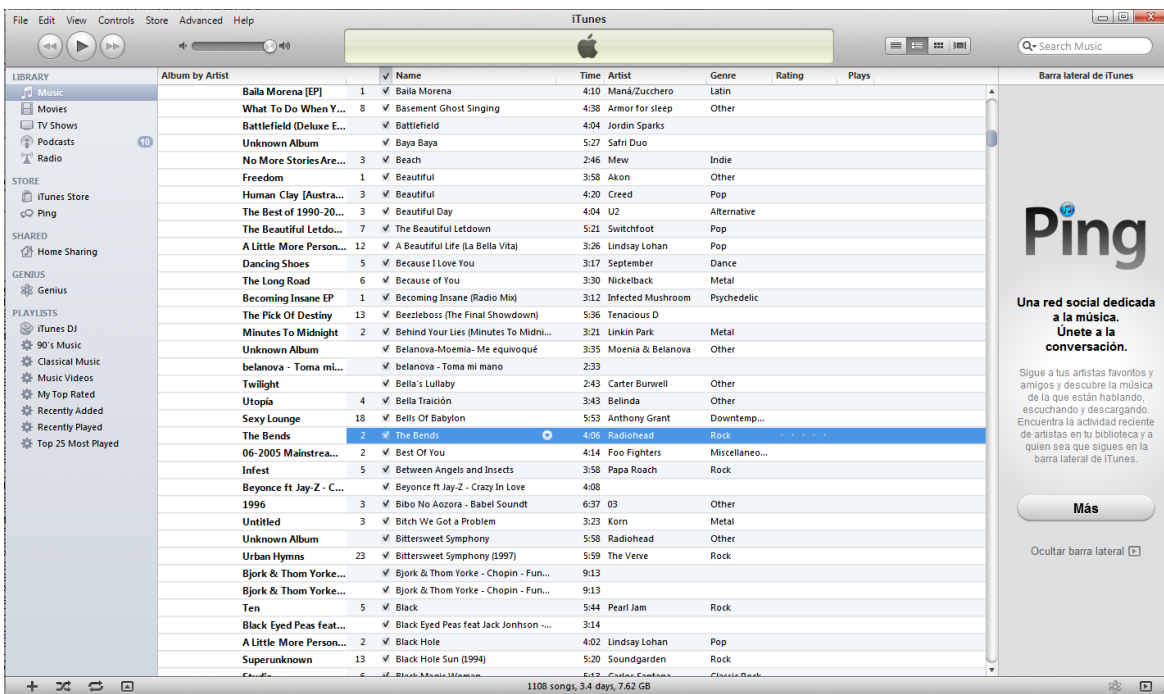 File Edit View Controls Store Advanced Help
iTunes
Search Music
LIBRARY
Music
Movies
TV Shows
Podcasts 10
Radio
STORE
iTunes Store
Ping
SHARED
Home Sharing
GENIUS
Genius
PLAYLISTS
iTunes DJ
90's Music
Classical Music
Music Videos
My Top Rated
Recently Added
Recently Played
Top 25 Most Played
Album by Artist Name Time Artist Genre Rating Plays
Baila Morena [EP] 1 Baila Morena 4:10 Maná/Zucchero Latin
What To Do When Y... 8 Basement Ghost Singing 4:38 Armor for sleep Other
Battlefield (Deluxe E... Battlefield 4:04 Jordin Sparks
Unknown Album Baya Baya 5:27 Safri Duo
No More Stories Are... 3 Beach 2:46 Mew Indie
Freedom 1 Beautiful 3:58 Akon Other
Human Clay [Austra... 3 Beautiful 4:20 Creed Pop
The Best of 1990-20... 3 Beautiful Day 4:04 U2 Alternative
The Beautiful Letdo... 7 The Beautiful Letdown 5:21 Switchfoot Pop
A Little More Person... 12 A Beautiful Life (La Bella Vita) 3:26 Lindsay Lohan Pop
Dancing Shoes 5 Because I Love You 3:17 September Dance
The Long Road 6 Because of You 3:30 Nickelback Metal
Becoming Insane EP 1 Becoming Insane (Radio Mix) 3:12 Infected Mushroom Psychedelic
The Pick Of Destiny 13 Beezleboss (The Final Showdown) 5:36 Tenacious D
Minutes To Midnight 2 Behind Your Lies (Minutes To Midni... 3:21 Linkin Park Metal
Unknown Album Belanova-Moemia- Me equivoqué 3:35 Moenia & Belanova Other
belanova - Toma mi... belanova - Toma mi mano 2:33
Twilight Bella's Lullaby 2:43 Carter Burwell Other
Utopía 4 Bella Traición 3:43 Belinda Other
Sexy Lounge 18 Bells Of Babylon 5:53 Anthony Grant Downtemp...
The Bends 2 The Bends 4:06 Radiohead Rock
06-2005 Mainstrea... 2 Best Of You 4:14 Foo Fighters Miscellaneo...
Infest 5 Between Angels and Insects 3:58 Papa Roach Rock
Beyonce ft Jay-Z - C... Beyonce ft Jay-Z - Crazy In Love 4:08
1996 3 Bibo No Aozora - Babel Soundt 6:37 03 Other
Untitled 3 Bitch We Got a Problem 3:23 Korn Metal
Unknown Album Bittersweet Symphony 5:58 Radiohead Other
Urban Hymns 23 Bittersweet Symphony (1997) 5:59 The Verve Rock
Bjork & Thom Yorke... Bjork & Thom Yorke - Chopin - Fun... 9:13
Bjork & Thom Yorke... Bjork & Thom Yorke - Chopin - Fun... 9:13
Ten 5 Black 5:44 Pearl Jam Rock
Black Eyed Peas feat... Black Eyed Peas feat Jack Jonhson -... 3:14
A Little More Person... 2 Black Hole 4:02 Lindsay Lohan Pop
Superunknown 13 Black Hole Sun (1994) 5:20 Soundgarden Rock
Studio 6 Black Magic Woman 5:13 Carlos Santana Classic Rock
Barra lateral de iTunes
Ping
Una red social dedicada
a la música.
Únete a la
conversación.
Sigue a tus artistas favoritos y
amigos y descubre la música
de la que están hablando,
escuchando y descargando.
Encuentra la actividad reciente
de artistas en tu biblioteca y a
quien sea que sigues en la
barra lateral de iTunes.
Más
Ocultar barra lateral
1108 songs, 3.4 days, 7.62 GB